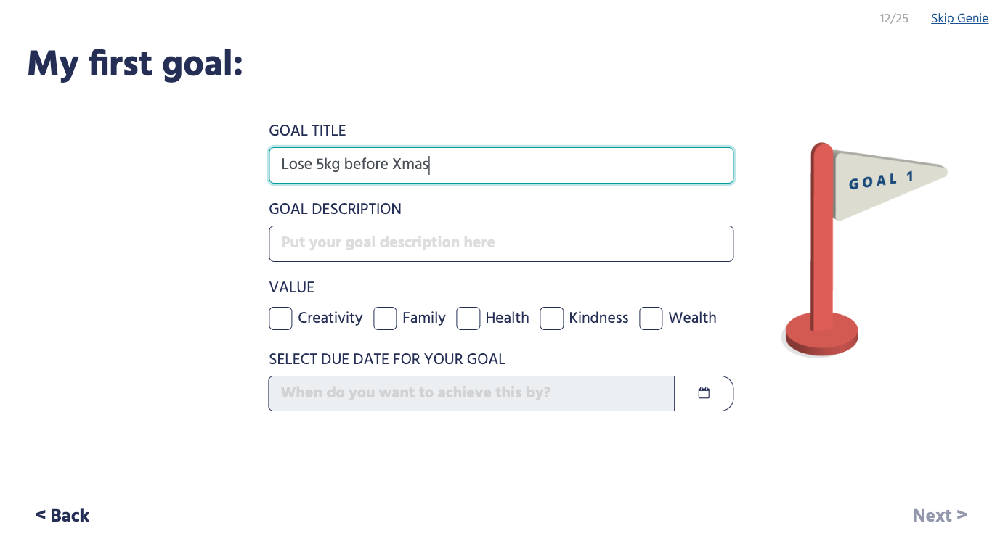 12/25 Skip Genie
My first goal:
GOAL TITLE
Lose 5kg before Xmas
GOAL 1
GOAL DESCRIPTION
Put your goal description here
VALUE
Creativity Family Health Kindness Wealth
SELECT DUE DATE FOR YOUR GOAL
When do you want to achieve this by?
< Back Next >